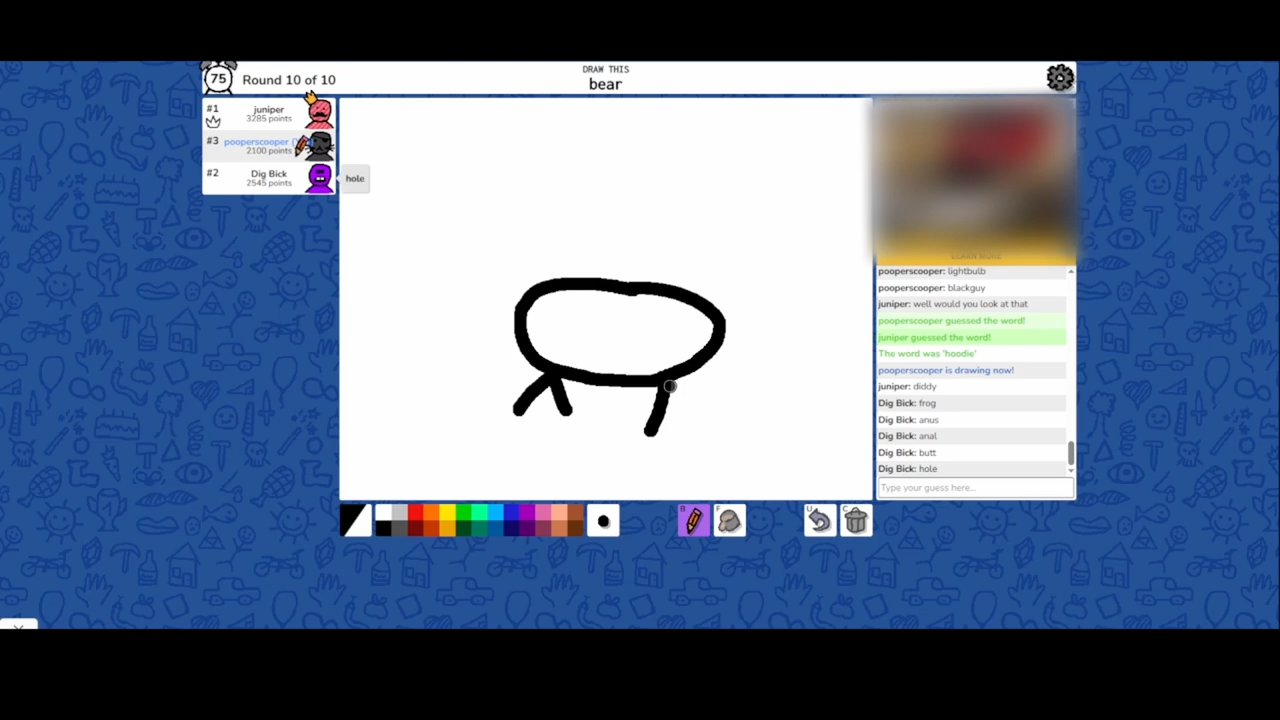 75
Round 10 of 10
DRAW THIS
bear
#1
juniper
3285 points
#3
pooperscooper
2100 points
#2
Dig Bick
2545 points
hole
LEARN MORE
pooperscooper: lightbulb
pooperscooper: blackguy
juniper: well would you look at that
pooperscooper guessed the word!
juniper guessed the word!
The word was 'hoodie'
pooperscooper is drawing now!
juniper: diddy
Dig Bick: frog
Dig Bick: anus
Dig Bick: anal
Dig Bick: butt
Dig Bick: hole
Type your guess here...
B
F
U
C